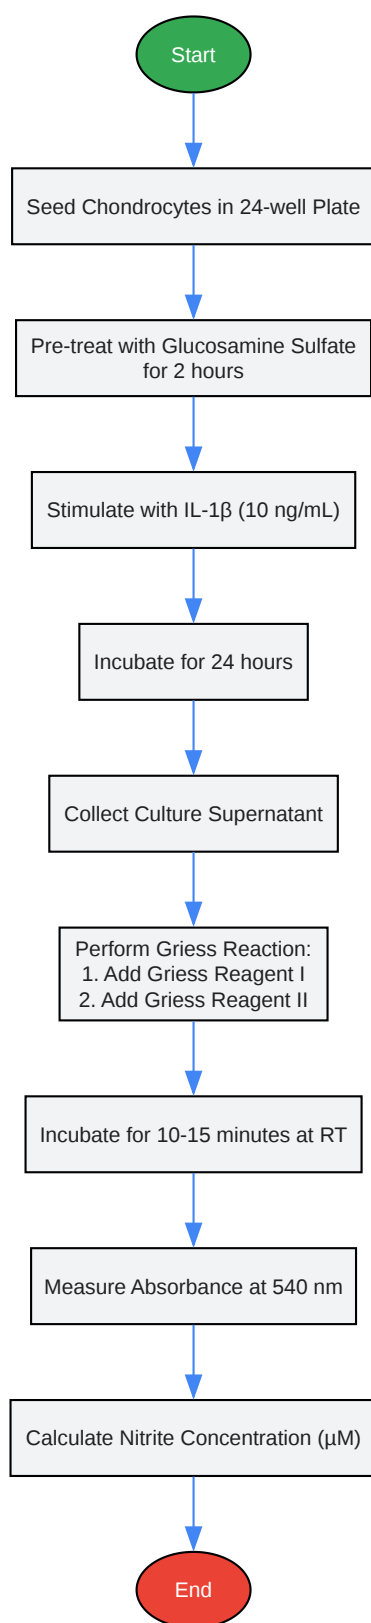 Start
Seed Chondrocytes in 24-well Plate
Pre-treat with Glucosamine Sulfate
for 2 hours
Stimulate with IL-1β (10 ng/mL)
Incubate for 24 hours
Collect Culture Supernatant
Perform Griess Reaction:
1. Add Griess Reagent I
2. Add Griess Reagent II
Incubate for 10-15 minutes at RT
Measure Absorbance at 540 nm
Calculate Nitrite Concentration (µM)
End